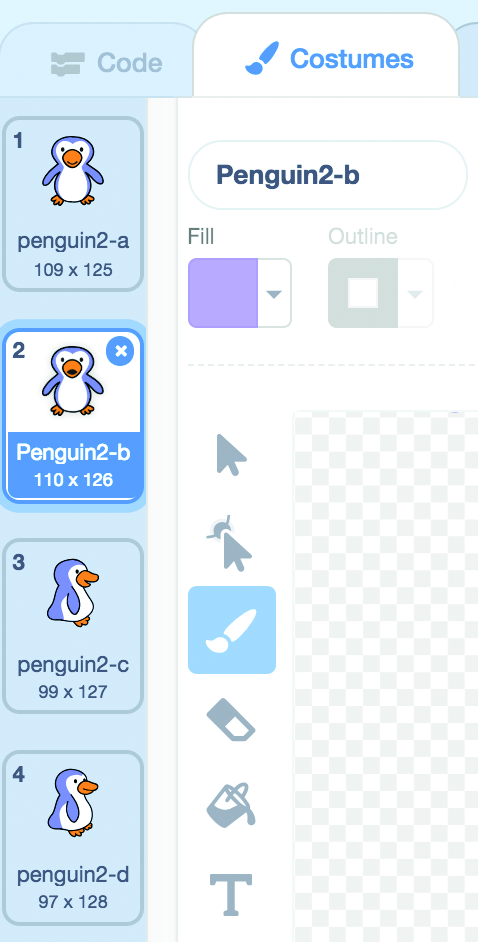 Code
Costumes
1
penguin2-a
109 x 125
2
Penguin2-b
110 x 126
3
penguin2-c
99 x 127
4
penguin2-d
97 x 128
Penguin2-b
Fill
Outline
T